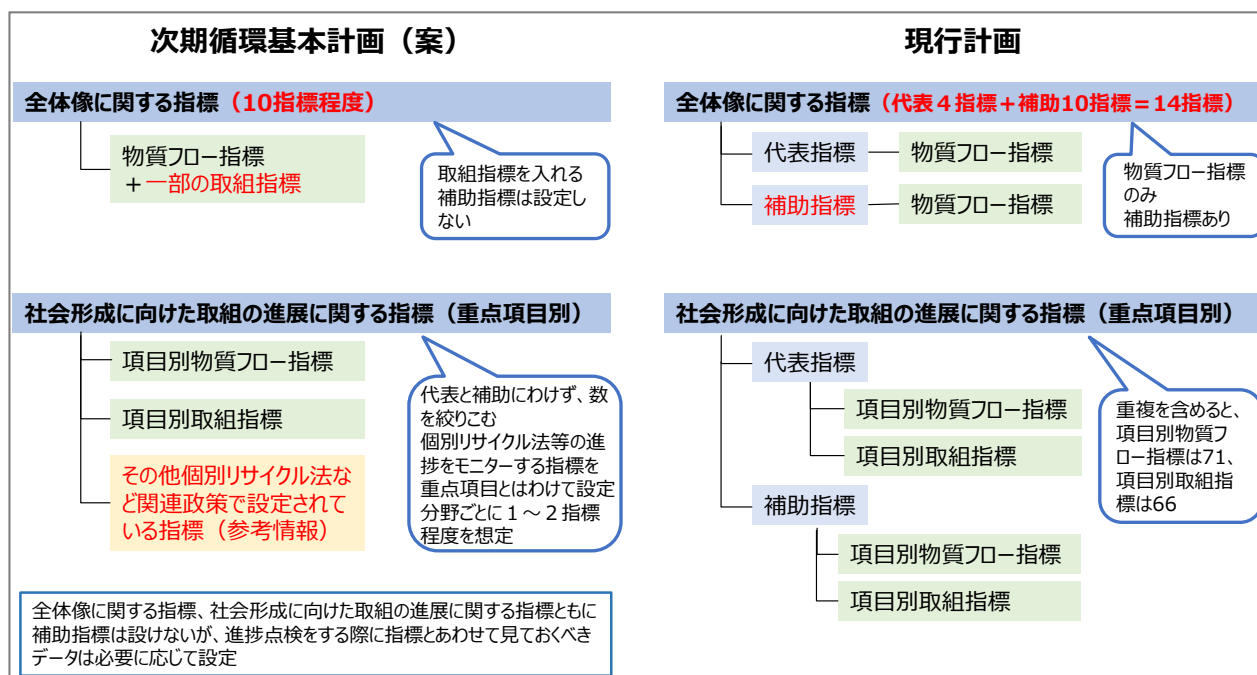 次期循環基本計画（案）
全体像に関する指標（10指標程度）
物質フロー指標
＋一部の取組指標
取組指標を入れる
補助指標は設定し
ない
社会形成に向けた取組の進展に関する指標（重点項目別）
項目別物質フロー指標
項目別取組指標
その他個別リサイクル法な
ど関連政策で設定されて
いる指標（参考情報）
代表と補助にわけず、数
を絞りこむ
個別リサイクル法等の進
捗をモニターする指標を
重点項目とはわけて設定
分野ごとに１～２指標
程度を想定
全体像に関する指標、社会形成に向けた取組の進展に関する指標ともに
補助指標は設けないが、進捗点検をする際に指標とあわせて見ておくべき
データは必要に応じて設定
現行計画
全体像に関する指標（代表４指標＋補助10指標＝14指標）
代表指標
物質フロー指標
補助指標
物質フロー指標
物質フロー指標
のみ
補助指標あり
社会形成に向けた取組の進展に関する指標（重点項目別）
代表指標
項目別物質フロー指標
項目別取組指標
補助指標
項目別物質フロー指標
項目別取組指標
重複を含めると、
項目別物質フ
ロー指標は71、
項目別取組指
標は66